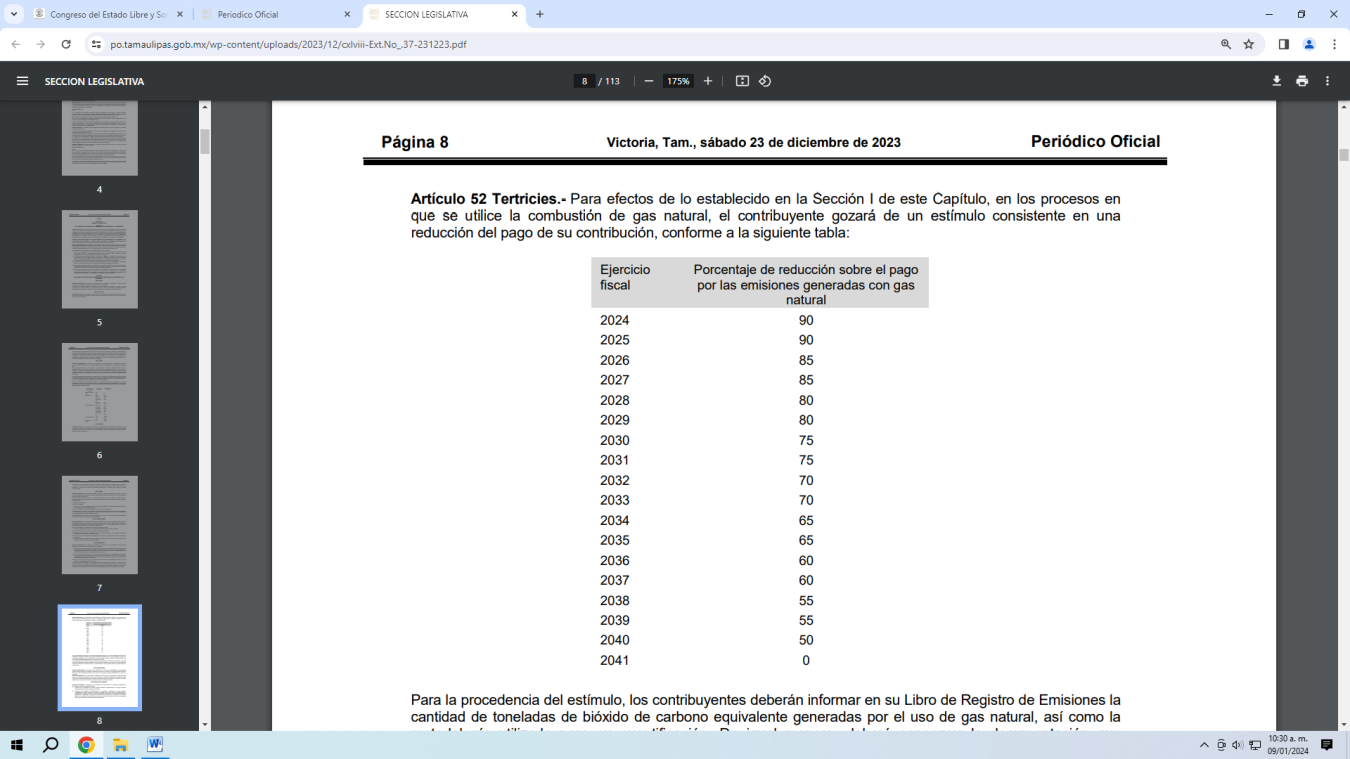 Congreso del Estado Libre y So
Periodico Oficial
SECCION LEGISLATIVA
po.tamaulipas.gob.mx/wp-content/uploads/2023/12/cxlviii-Ext.No_.37-231223.pdf
SECCION LEGISLATIVA
8 / 113
175%
4
5
6
7
8
Página 8
Victoria, Tam., sábado 23 de diciembre de 2023
Periódico Oficial
Artículo 52 Tertricies.- Para efectos de lo establecido en la Sección I de este Capítulo, en los procesos en
que se utilice la combustión de gas natural, el contribuyente gozará de un estímulo consistente en una
reducción del pago de su contribución, conforme a la siguiente tabla:
Ejercicio fiscal
Porcentaje de reducción sobre el pago
por las emisiones generadas con gas
natural
2024 90
2025 90
2026 85
2027 85
2028 80
2029 80
2030 75
2031 75
2032 70
2033 70
2034 65
2035 65
2036 60
2037 60
2038 55
2039 55
2040 50
2041 0
Para la procedencia del estímulo, los contribuyentes deberán informar en su Libro de Registro de Emisiones la
cantidad de toneladas de bióxido de carbono equivalente generadas por el uso de gas natural, así como la
10:30 a. m.
09/01/2024